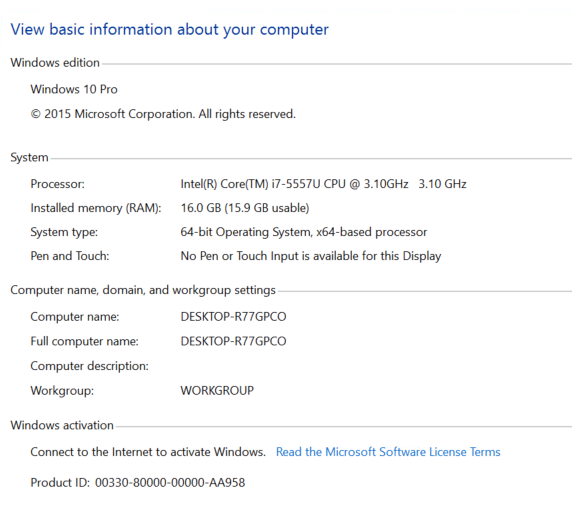 View basic information about your computer
Windows edition
Windows 10 Pro
© 2015 Microsoft Corporation. All rights reserved.
System
Processor: Intel(R) Core(TM) i7-5557U CPU @ 3.10GHz 3.10 GHz
Installed memory (RAM): 16.0 GB (15.9 GB usable)
System type: 64-bit Operating System, x64-based processor
Pen and Touch: No Pen or Touch Input is available for this Display
Computer name, domain, and workgroup settings
Computer name: DESKTOP-R77GPCO
Full computer name: DESKTOP-R77GPCO
Computer description:
Workgroup: WORKGROUP
Windows activation
Connect to the Internet to activate Windows. Read the Microsoft Software License Terms
Product ID: 00330-80000-00000-AA958